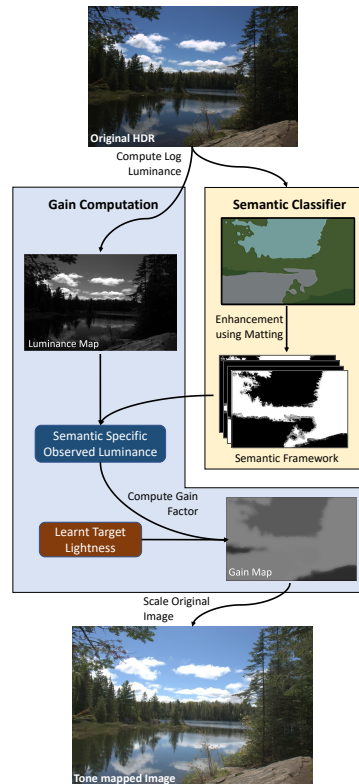 Original HDR
Compute Log
Luminance
Gain Computation
Semantic Classifier
Luminance Map
Enhancement
using Matting
Semantic Framework
Semantic Specific
Observed Luminance
Compute Gain
Factor
Learnt Target
Lightness
Gain Map
Scale Original
Image
Tone mapped Image